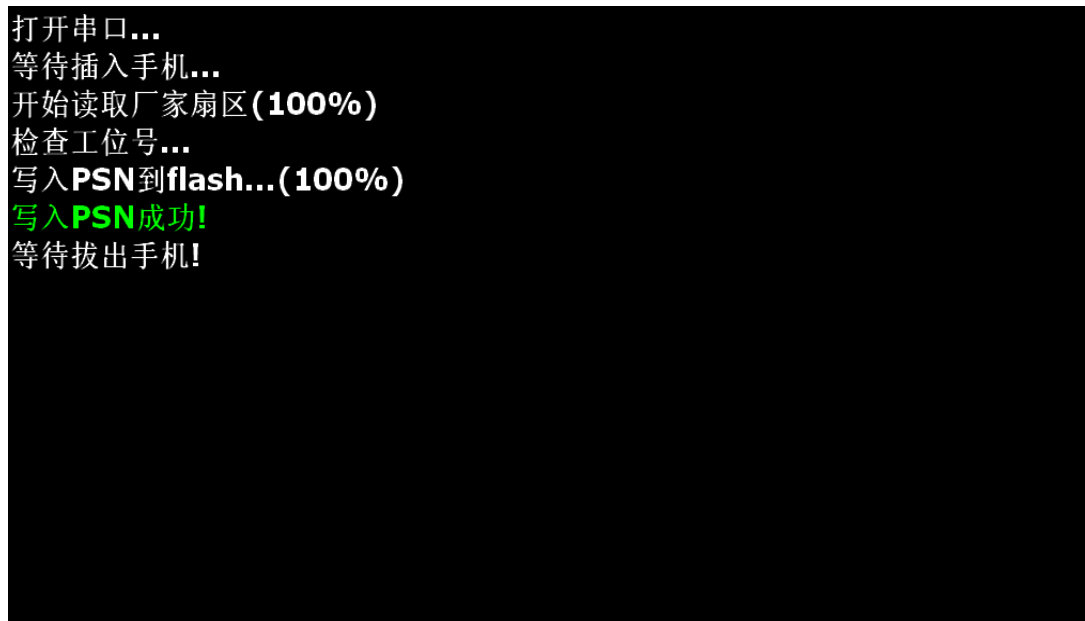 打开串口...
等待插入手机...
开始读取厂家扇区(100%)
检查工位号...
写入PSN到flash...(100%)
写入PSN成功!
等待拔出手机!